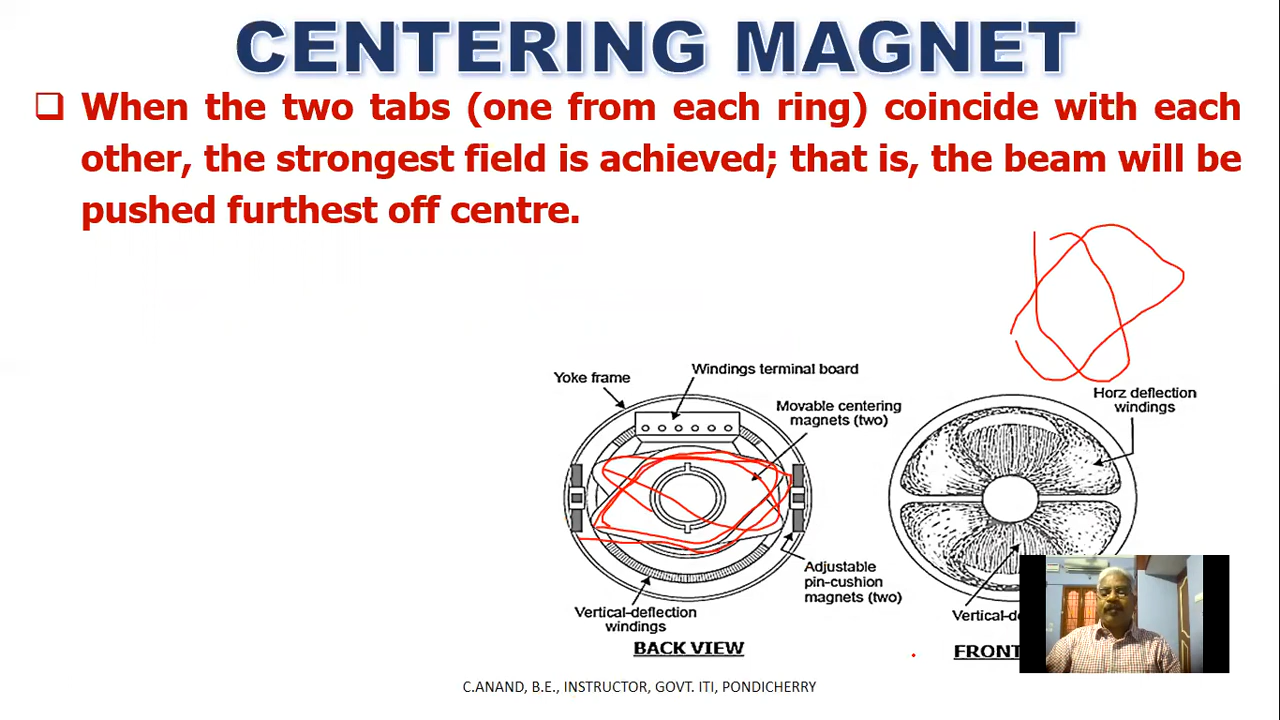 CENTERING MAGNET
❑ When the two tabs (one from each ring) coincide with each
other, the strongest field is achieved; that is, the beam will be
pushed furthest off centre.
Yoke frame
Windings terminal board
Movable centering
magnets (two)
Adjustable
pin-cushion
magnets (two)
Vertical-deflection
windings
BACK VIEW
Horz deflection
windings
Vertical-de
FRONT
C.ANAND, B.E., INSTRUCTOR, GOVT. ITI, PONDICHERRY